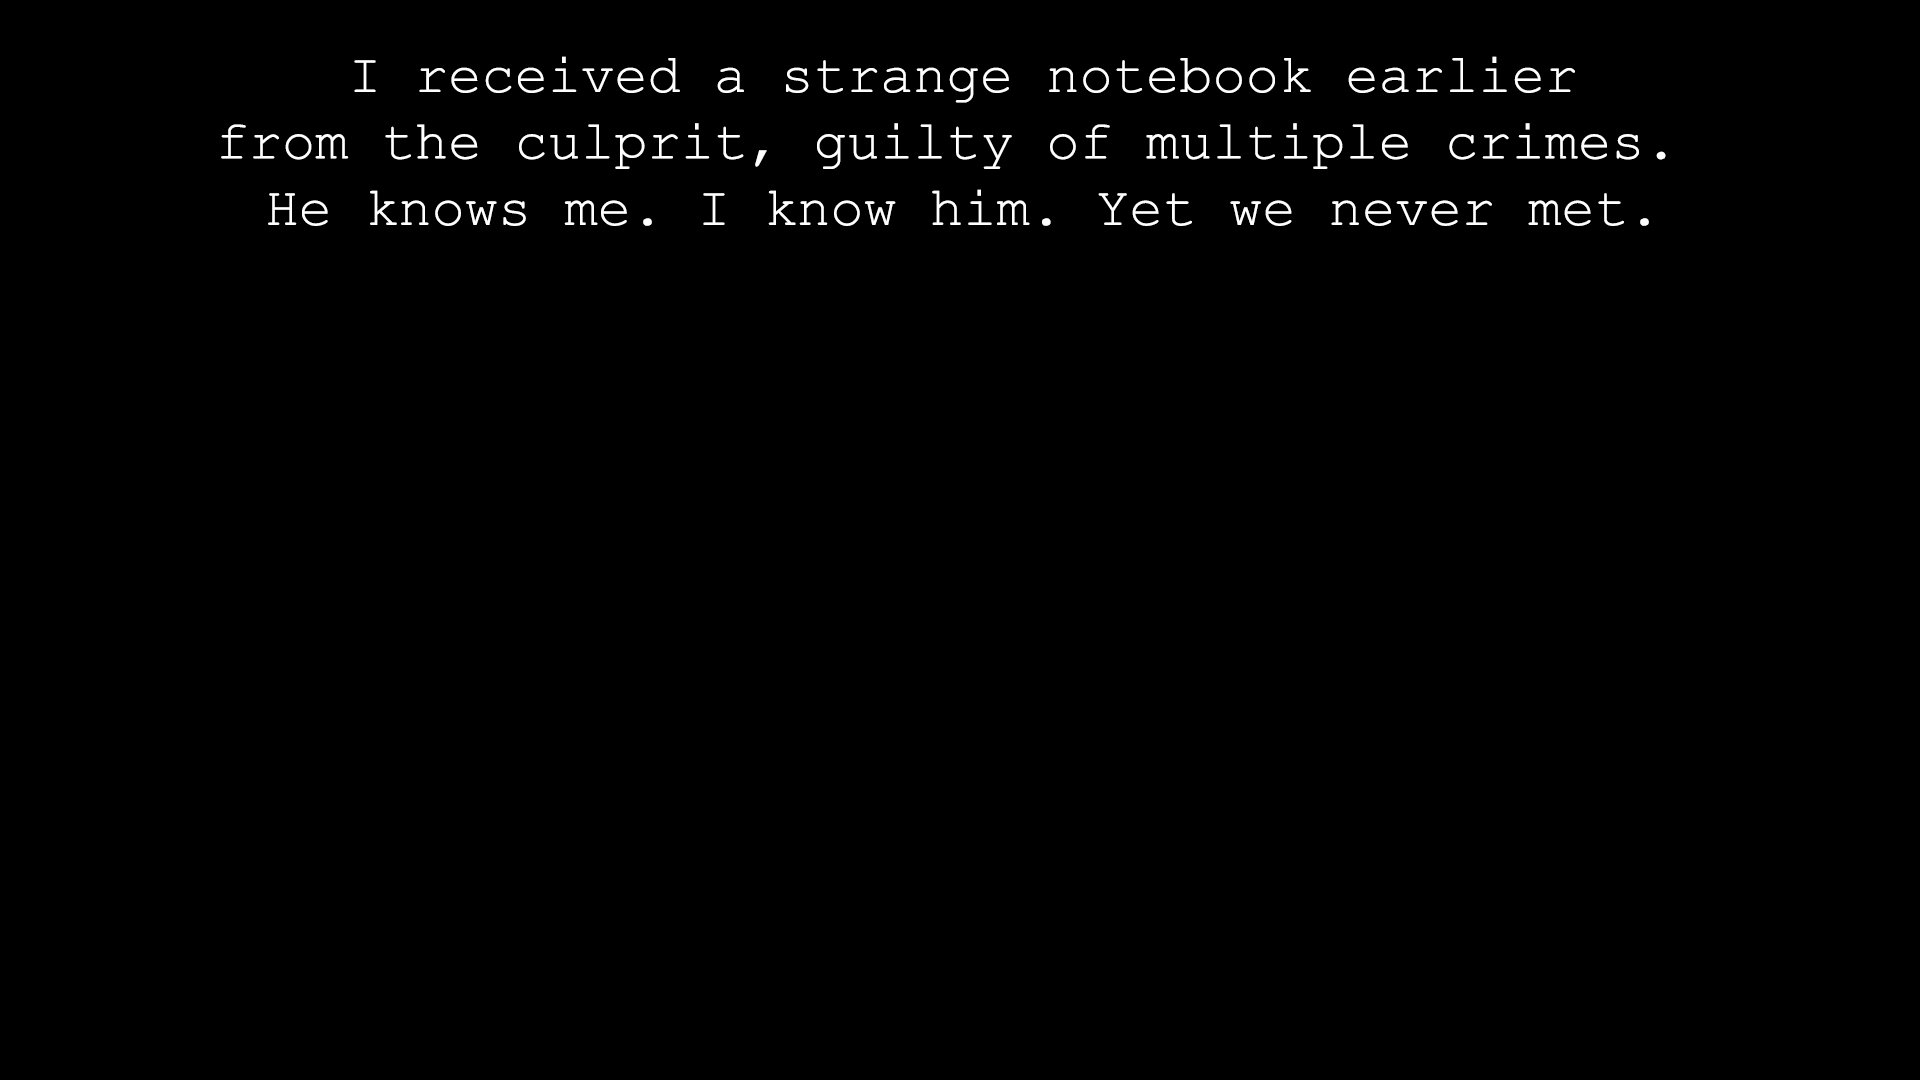 I received a strange notebook earlier
from the culprit, guilty of multiple crimes.
He knows me. I know him. Yet we never met.